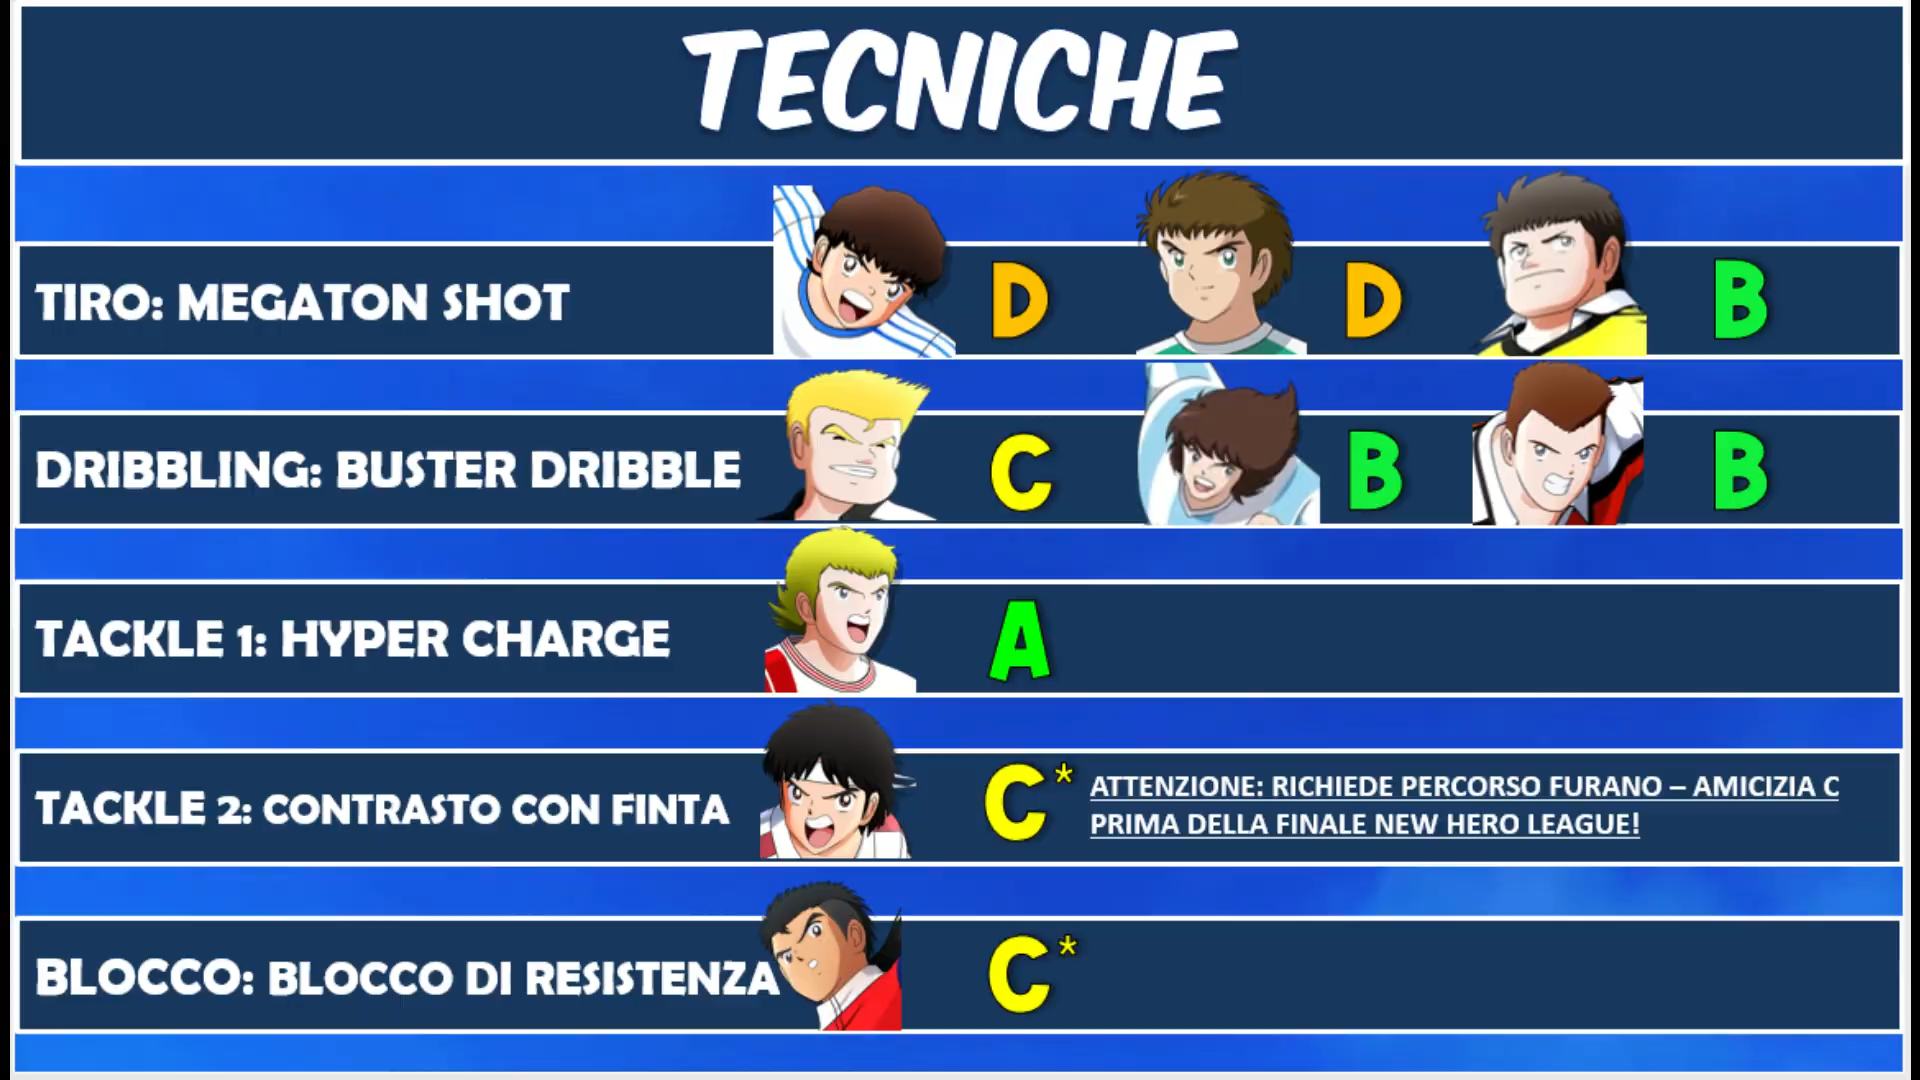 TECNICHE
TIRO: MEGATON SHOT D D B
DRIBBLING: BUSTER DRIBBLE C B B
TACKLE 1: HYPER CHARGE A
TACKLE 2: CONTRASTO CON FINTA C* ATTENZIONE: RICHIEDE PERCORSO FURANO – AMICIZIA C
PRIMA DELLA FINALE NEW HERO LEAGUE!
BLOCCO: BLOCCO DI RESISTENZA C*